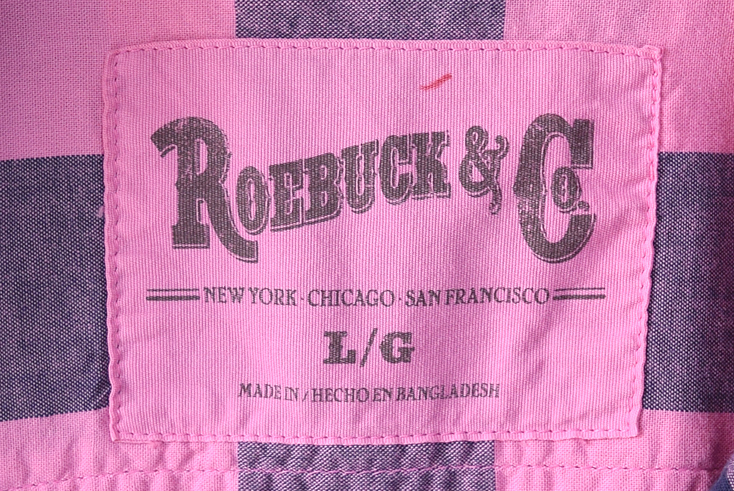 ROEBUCK & CO.
NEW YORK · CHICAGO · SAN FRANCISCO
L/G
MADE IN / HECHO EN BANGLADESH